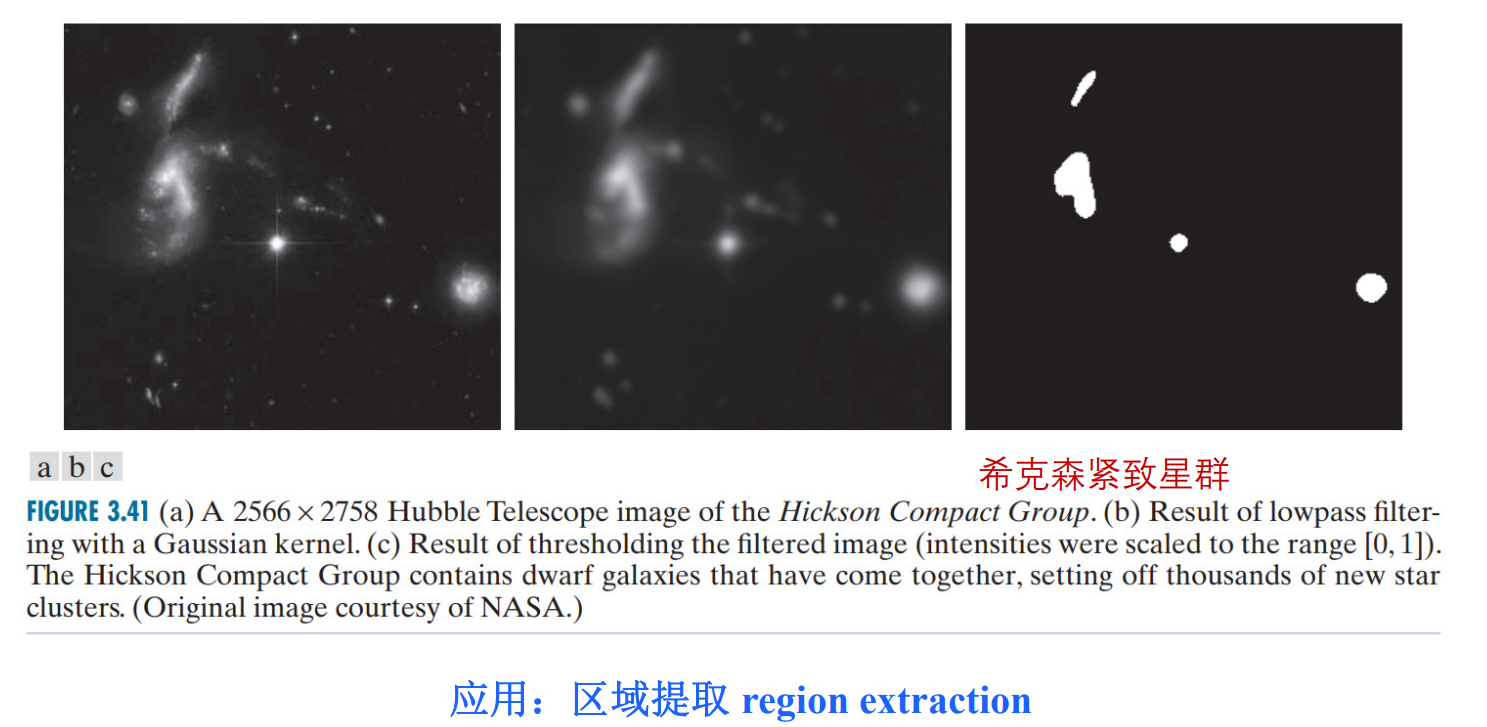 希克森紧致星群
a b c
FIGURE 3.41 (a) A 2566 × 2758 Hubble Telescope image of the Hickson Compact Group. (b) Result of lowpass filter-
ing with a Gaussian kernel. (c) Result of thresholding the filtered image (intensities were scaled to the range [0, 1]).
The Hickson Compact Group contains dwarf galaxies that have come together, setting off thousands of new star
clusters. (Original image courtesy of NASA.)
应用：区域提取 region extraction